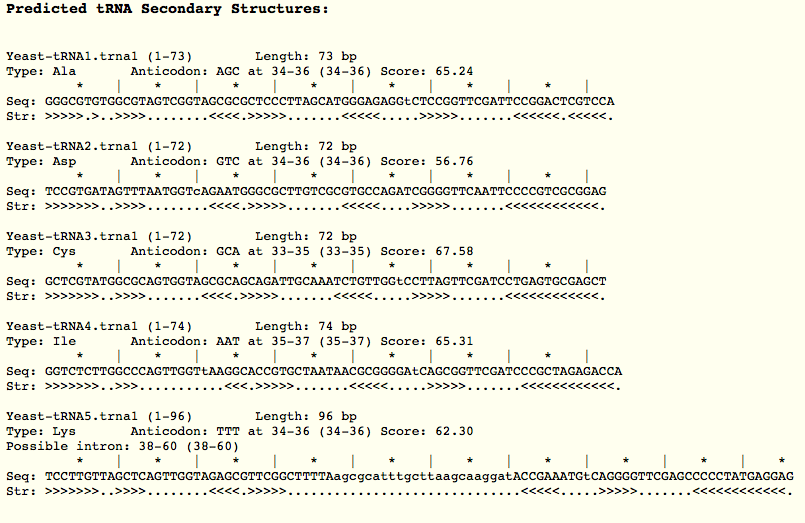 Predicted tRNA Secondary Structures:
Yeast-tRNA1.trna1 (1-73) Length: 73 bp
Type: Ala Anticodon: AGC at 34-36 (34-36) Score: 65.24
* | * | * | * | * | * | * |
Seq: GGGCGTGTGGCGTAGTCGGTAGCGCGCTCCCTTAGCATGGGAGAGGtCTCCGGTTCGATTCCGGACTCGTCCA
Str: >>>>>.>..>>>>........<<<<.>>>>>.......<<<<<.....>>>>>.......<<<<<<.<<<<<.
Yeast-tRNA2.trna1 (1-72) Length: 72 bp
Type: Asp Anticodon: GTC at 34-36 (34-36) Score: 56.76
* | * | * | * | * | * | * |
Seq: TCCGTGATAGTTTAATGGTcAGAATGGGCGCTTGTCGCGTGCCAGATCGGGGTTCAATTCCCCGTCGCGGAG
Str: >>>>>>>..>>>>........<<<<.>>>>>.......<<<<<....>>>>>.......<<<<<<<<<<<<.
Yeast-tRNA3.trna1 (1-72) Length: 72 bp
Type: Cys Anticodon: GCA at 33-35 (33-35) Score: 67.58
* | * | * | * | * | * | * |
Seq: GCTCGTATGGCGCAGTGGTAGCGCAGCAGATTGCAAATCTGTTGGtCCTTAGTTCGATCCTGAGTGCGAGCT
Str: >>>>>>>..>>>>.......<<<<.>>>>>.......<<<<<.....>>>>>.......<<<<<<<<<<<<.
Yeast-tRNA4.trna1 (1-74) Length: 74 bp
Type: Ile Anticodon: AAT at 35-37 (35-37) Score: 65.31
* | * | * | * | * | * | * |
Seq: GGTCTCTTGGCCCAGTTGGTtAAGGCACCGTGCTAATAACGCGGGGAtCAGCGGTTCGATCCCGCTAGAGACCA
Str: >>>>>>>..>>>..........<<<.>>>>>.......<<<<<.....>>>>>.......<<<<<<<<<<<<.
Yeast-tRNA5.trna1 (1-96) Length: 96 bp
Type: Lys Anticodon: TTT at 34-36 (34-36) Score: 62.30
Possible intron: 38-60 (38-60)
* | * | * | * | * | * | * | * | * | *
Seq: TCCTTGTTAGCTCAGTTGGTAGAGCGTTCGGCTTTTAagcgcatttgcttaagcaaggatACCGAAATGtCAGGGGTTCGAGCCCCCTATGAGGAG
Str: >>>>>>>..>>>>........<<<<.>>>>>..............................<<<<<.....>>>>>.......<<<<<<<<<<<<.